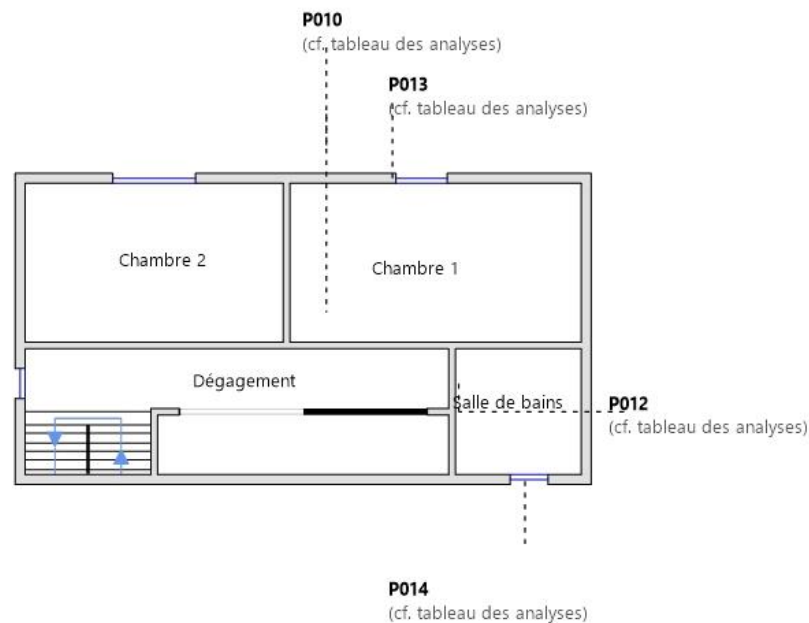 P010
(cf. tableau des analyses)
P013
(cf. tableau des analyses)
Chambre 2
Chambre 1
Dégagement
Salle de bains
P012
(cf. tableau des analyses)
P014
(cf. tableau des analyses)